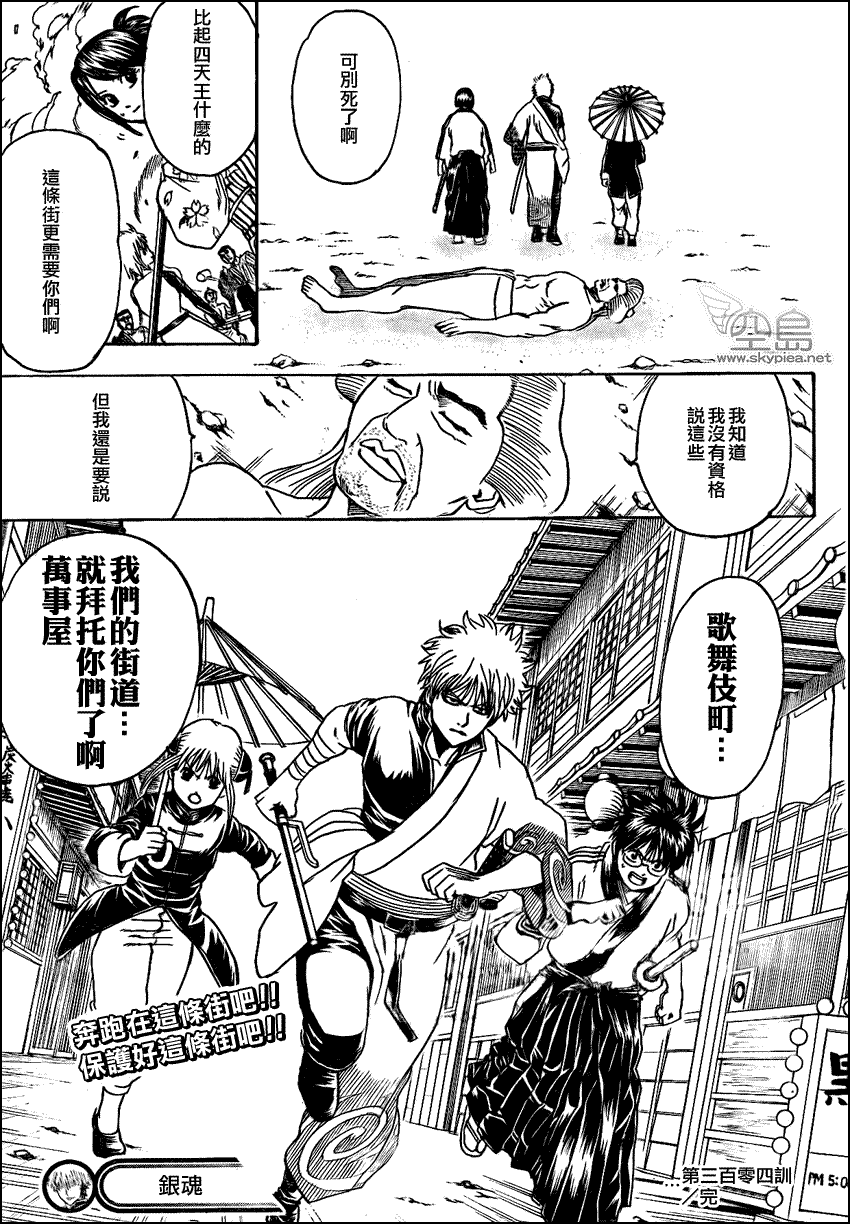 可別死了啊
比起四天王什麼的
這條街更需要你們啊
空島
www.skypiea.net
我知道
我沒有資格
說這些
但我還是要說
歌舞伎町…
我們的街道…
就拜托你們了啊
萬事屋
奔跑在這條街吧!!
保護好這條街吧!!
銀魂
…第三百零四訓
／完
PM 5:0